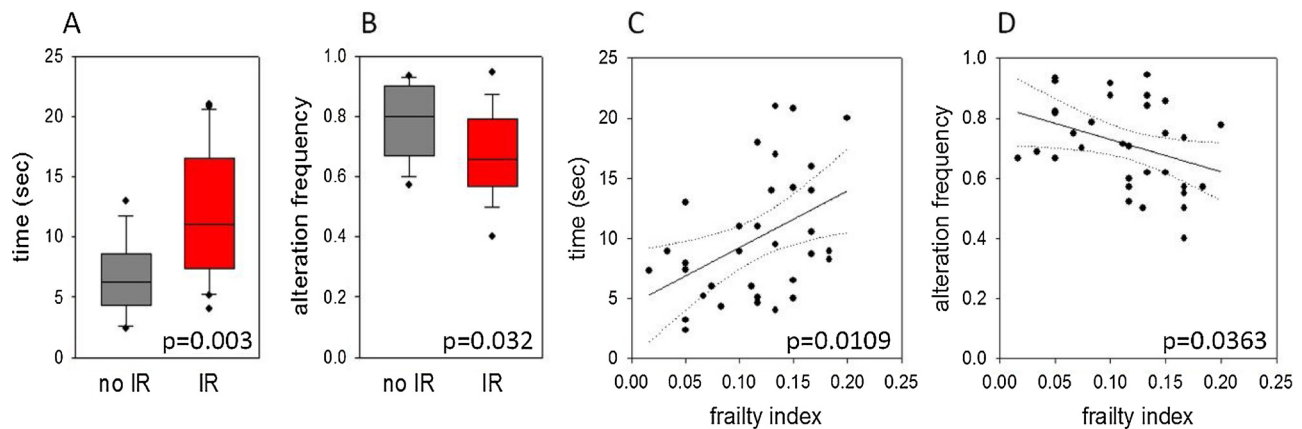 A
B
C
D
time (sec)
25
20
15
10
5
0
no IR
IR
p=0.003
alteration frequency
1.0
0.8
0.6
0.4
0.2
0.0
no IR
IR
p=0.032
time (sec)
25
20
15
10
5
0
0.00 0.05 0.10 0.15 0.20 0.25
frailty index
p=0.0109
alteration frequency
1.0
0.8
0.6
0.4
0.2
0.0
0.00 0.05 0.10 0.15 0.20 0.25
frailty index
p=0.0363